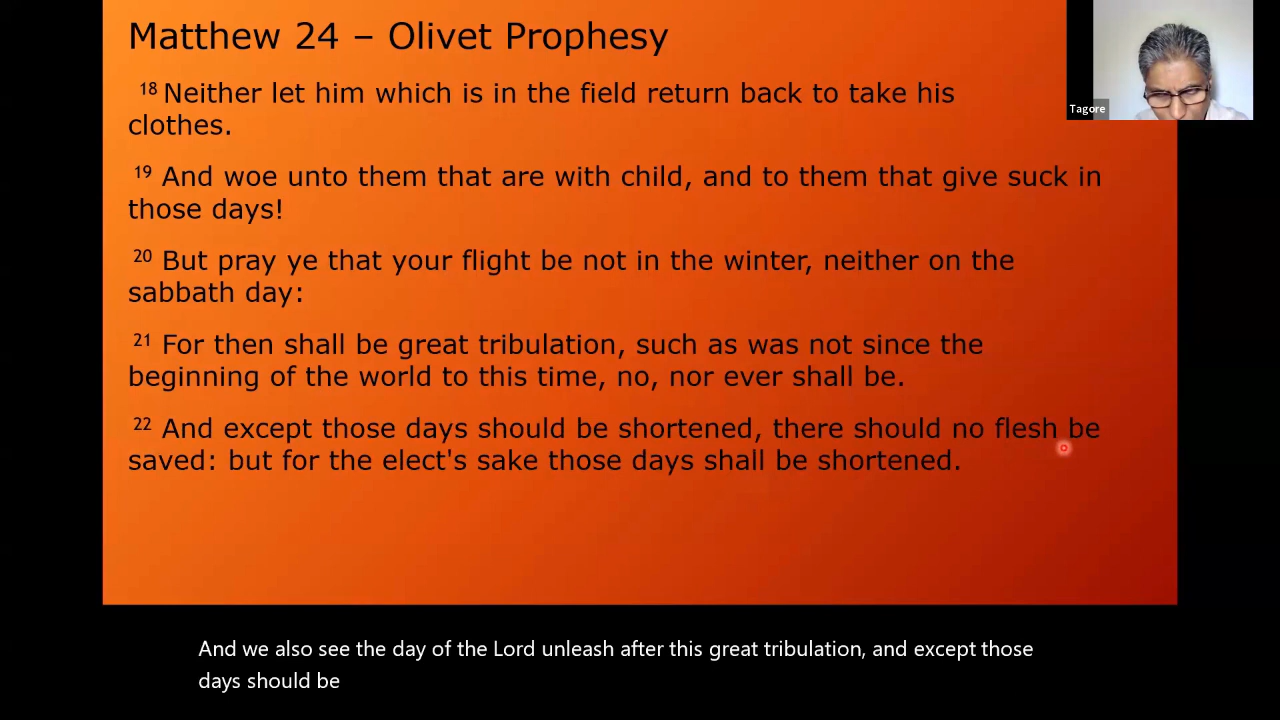 Matthew 24 – Olivet Prophesy
18 Neither let him which is in the field return back to take his
clothes.
19 And woe unto them that are with child, and to them that give suck in
those days!
20 But pray ye that your flight be not in the winter, neither on the
sabbath day:
21 For then shall be great tribulation, such as was not since the
beginning of the world to this time, no, nor ever shall be.
22 And except those days should be shortened, there should no flesh be
saved: but for the elect's sake those days shall be shortened.
Tagore
And we also see the day of the Lord unleash after this great tribulation, and except those
days should be